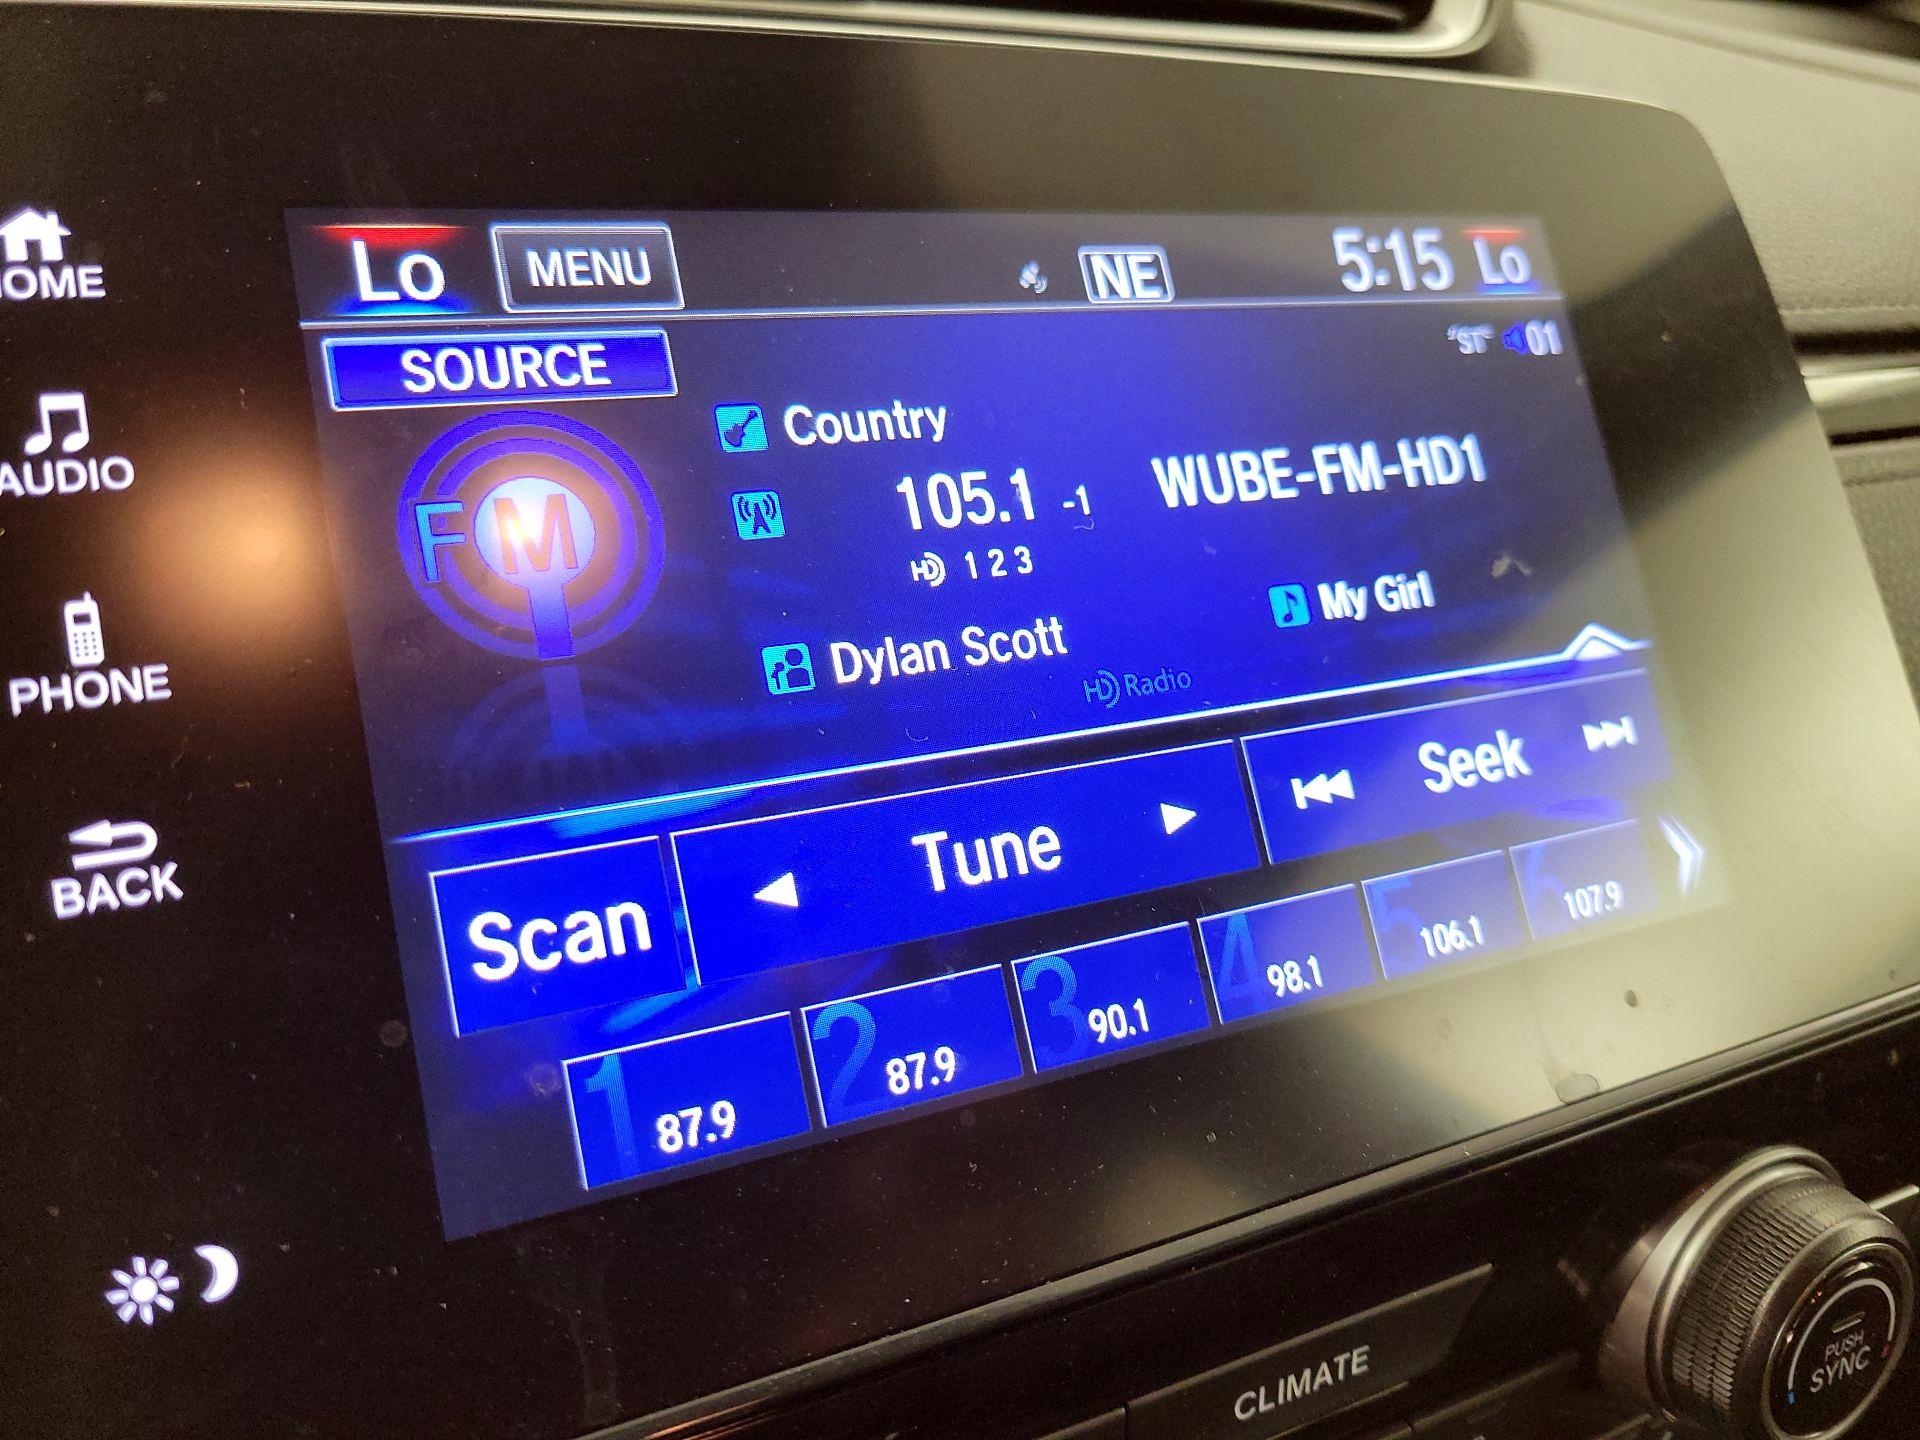 Lo MENU NE 5:15 Lo
SOURCE ST 01
Country
FM 105.1 -1 WUBE-FM-HD1
HD 1 2 3
Dylan Scott My Girl
HD Radio
Scan Tune Seek
1 87.9
2 87.9
3 90.1
4 98.1
5 106.1
6 107.9
OME
AUDIO
PHONE
BACK
CLIMATE
PUSH
SYNC